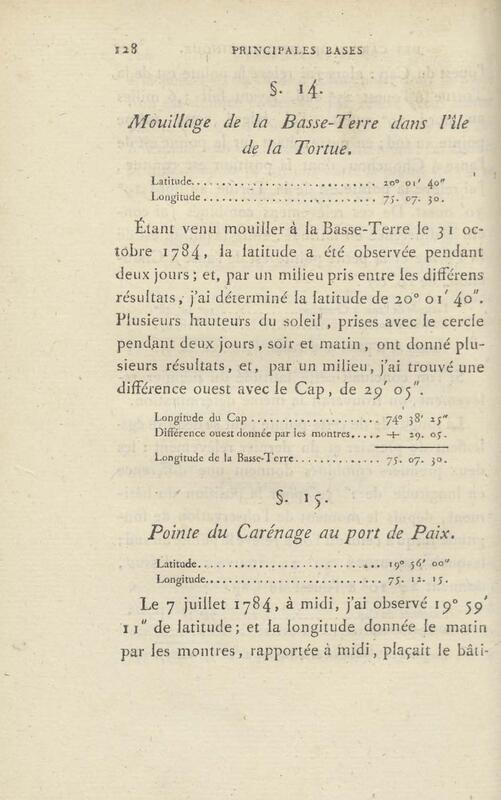 128 PRINCIPALES BASES
§. 14.
Mouillage de la Basse-Terre dans l'île
de la Tortue.
Latitude................................ 20° 01′ 40″
Longitude.............................. 75. 07. 30.
Étant venu mouiller à la Basse-Terre le 31 oc-
tobre 1784, la latitude a été observée pendant
deux jours ; et, par un milieu pris entre les différens
résultats, j'ai déterminé la latitude de 20° 01′ 40″.
Plusieurs hauteurs du soleil, prises avec le cercle
pendant deux jours, soir et matin, ont donné plu-
sieurs résultats, et, par un milieu, j'ai trouvé une
différence ouest avec le Cap, de 29′ 05″.
Longitude du Cap ..................... 74° 38′ 25″
Différence ouest donnée par les montres..... + 29. 05.
Longitude de la Basse-Terre.............. 75. 07. 30.
§. 15.
Pointe du Carénage au port de Paix.
Latitude.............................. 19° 56′ 00″
Longitude............................. 75. 12. 15.
Le 7 juillet 1784, à midi, j'ai observé 19° 59′
11″ de latitude ; et la longitude donnée le matin
par les montres, rapportée à midi, plaçait le bâti-